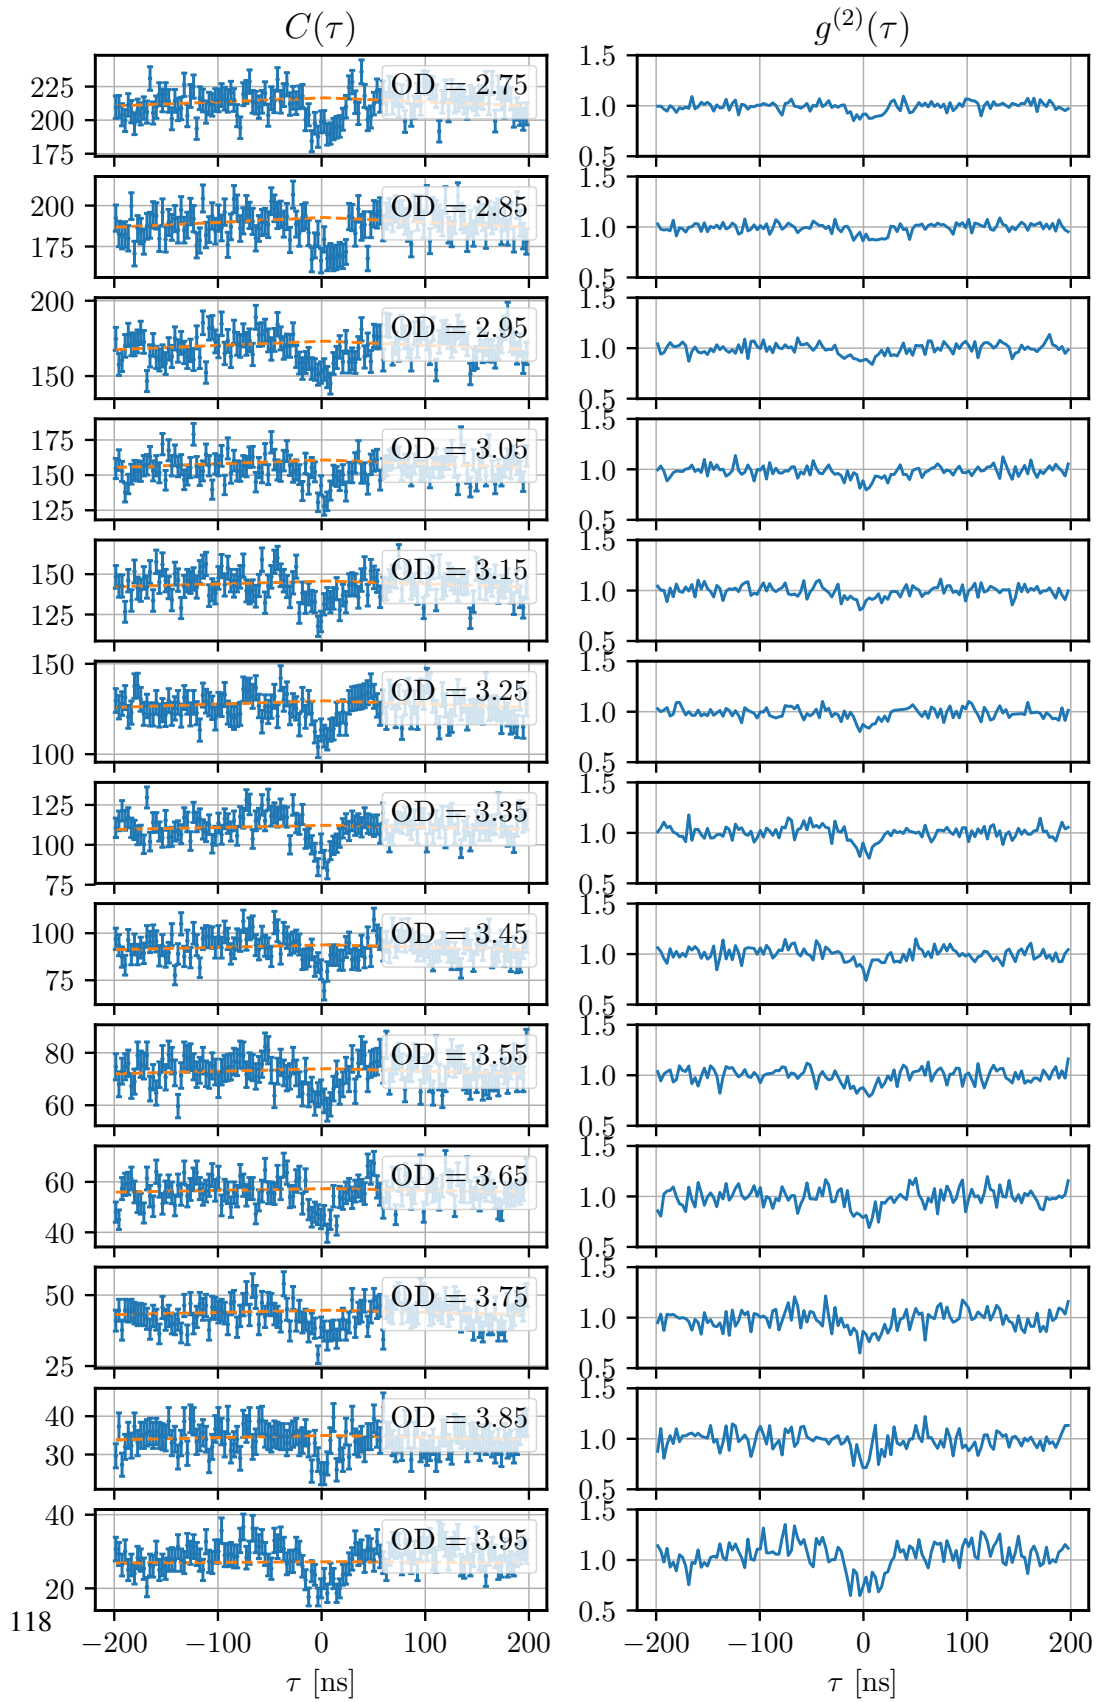 C(τ) g⁽²⁾(τ)
225 200 175 OD = 2.75 1.5 1.0 0.5
200 175 OD = 2.85 1.5 1.0 0.5
200 150 OD = 2.95 1.5 1.0 0.5
175 150 125 OD = 3.05 1.5 1.0 0.5
150 125 OD = 3.15 1.5 1.0 0.5
150 100 OD = 3.25 1.5 1.0 0.5
125 100 75 OD = 3.35 1.5 1.0 0.5
100 75 OD = 3.45 1.5 1.0 0.5
80 60 OD = 3.55 1.5 1.0 0.5
60 40 OD = 3.65 1.5 1.0 0.5
50 25 OD = 3.75 1.5 1.0 0.5
40 30 OD = 3.85 1.5 1.0 0.5
40 20 OD = 3.95 1.5 1.0 0.5
118
−200 −100 0 100 200 −200 −100 0 100 200
τ [ns] τ [ns]